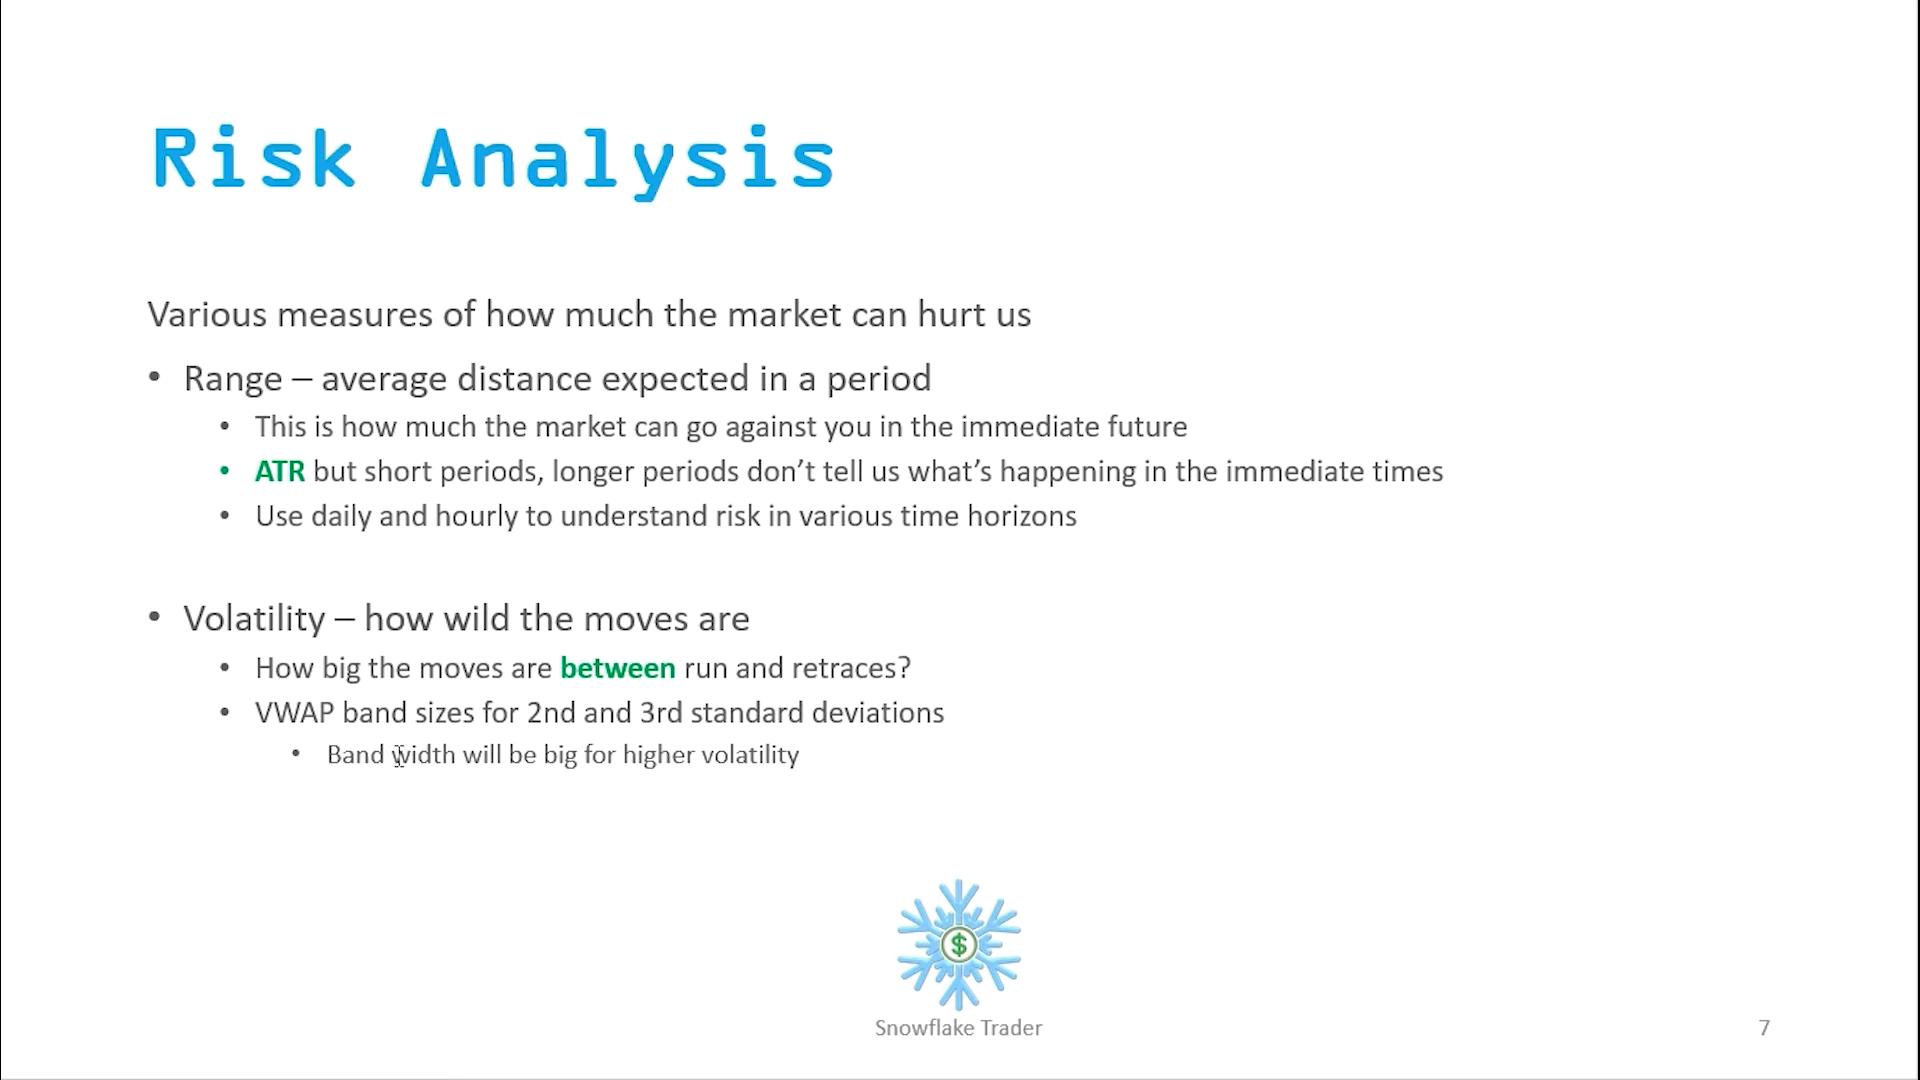 Risk Analysis
Various measures of how much the market can hurt us
• Range – average distance expected in a period
• This is how much the market can go against you in the immediate future
• ATR but short periods, longer periods don’t tell us what’s happening in the immediate times
• Use daily and hourly to understand risk in various time horizons
• Volatility – how wild the moves are
• How big the moves are between run and retraces?
• VWAP band sizes for 2nd and 3rd standard deviations
• Band width will be big for higher volatility
$
Snowflake Trader
7